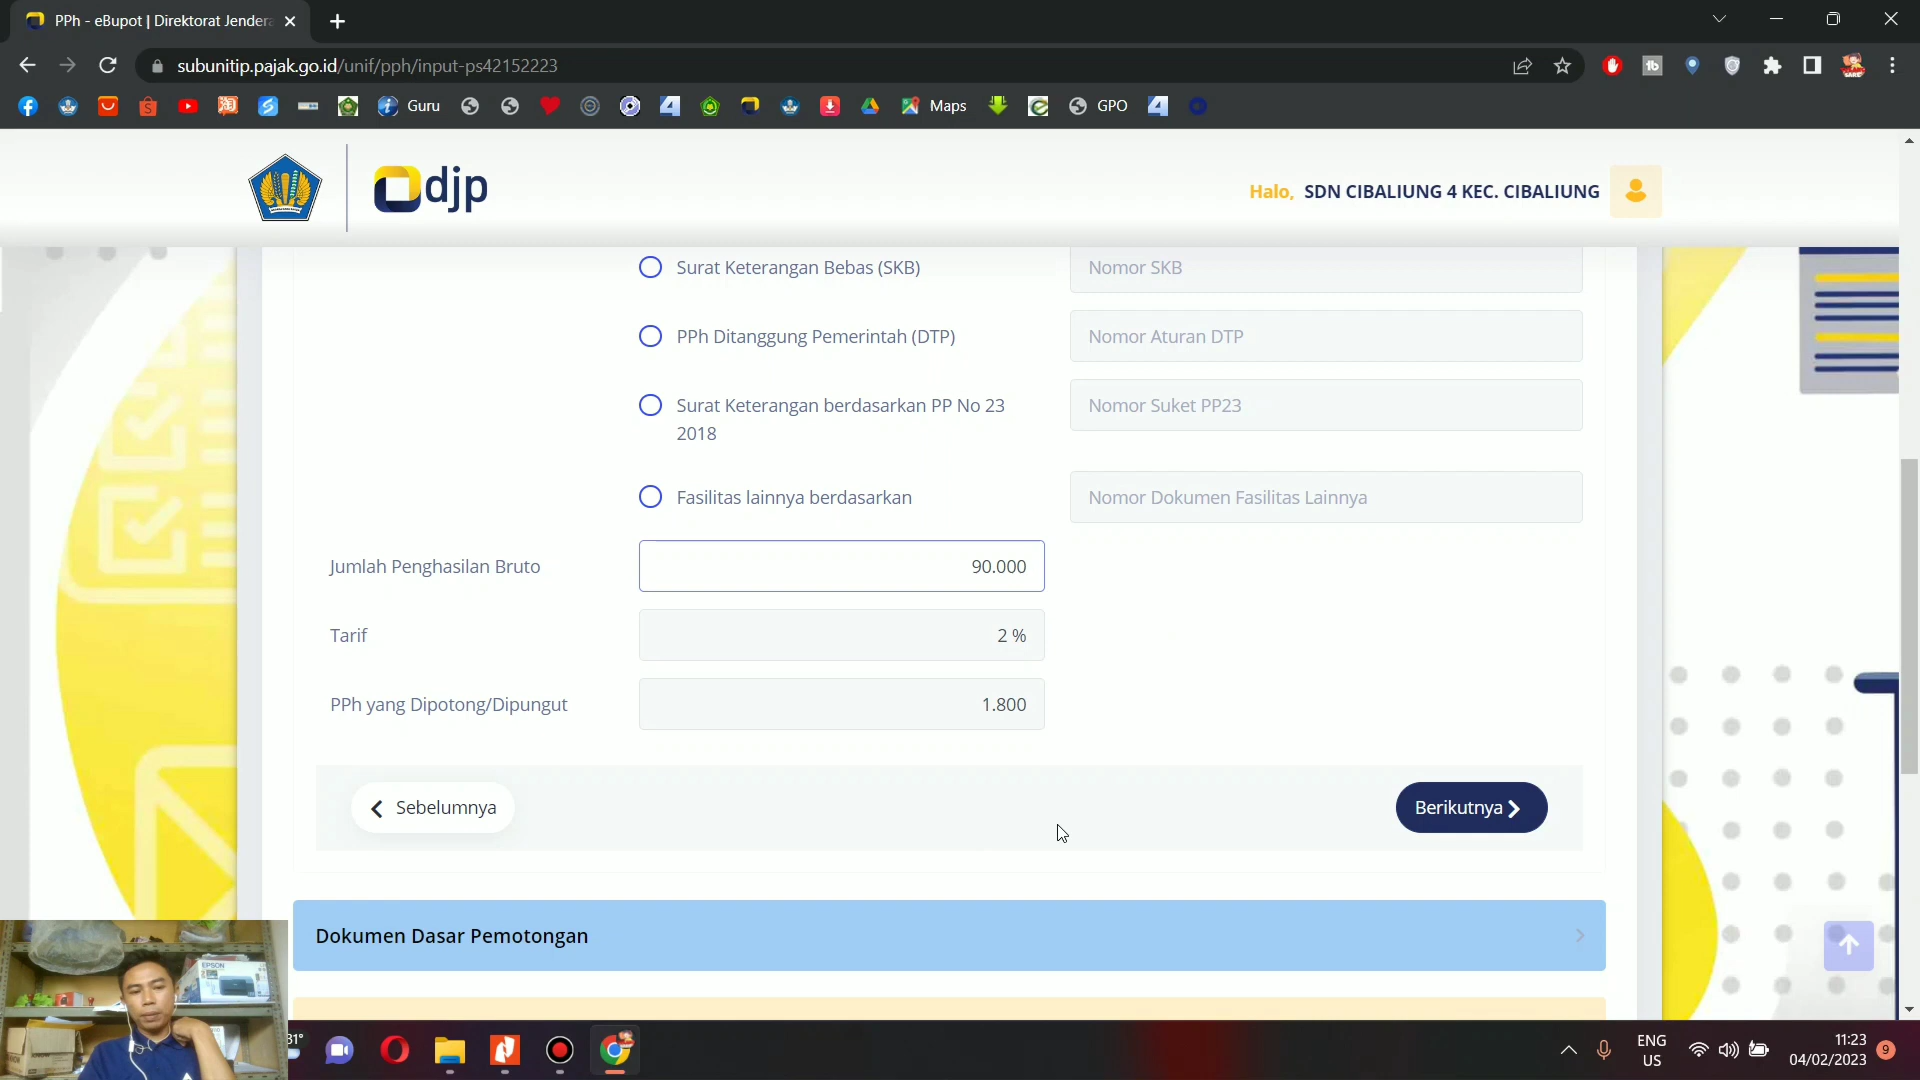 PPh - eBupot | Direktorat Jendera
subunitip.pajak.go.id/unif/pph/input-ps42152223
Guru
Maps
GPO
djp
Halo, SDN CIBALIUNG 4 KEC. CIBALIUNG
Surat Keterangan Bebas (SKB)
Nomor SKB
PPh Ditanggung Pemerintah (DTP)
Nomor Aturan DTP
Surat Keterangan berdasarkan PP No 23
2018
Nomor Suket PP23
Fasilitas lainnya berdasarkan
Nomor Dokumen Fasilitas Lainnya
Jumlah Penghasilan Bruto
90.000
Tarif
2 %
PPh yang Dipotong/Dipungut
1.800
Sebelumnya
Berikutnya
Dokumen Dasar Pemotongan
EPSON
31°
ENG
US
11:23
04/02/2023
9